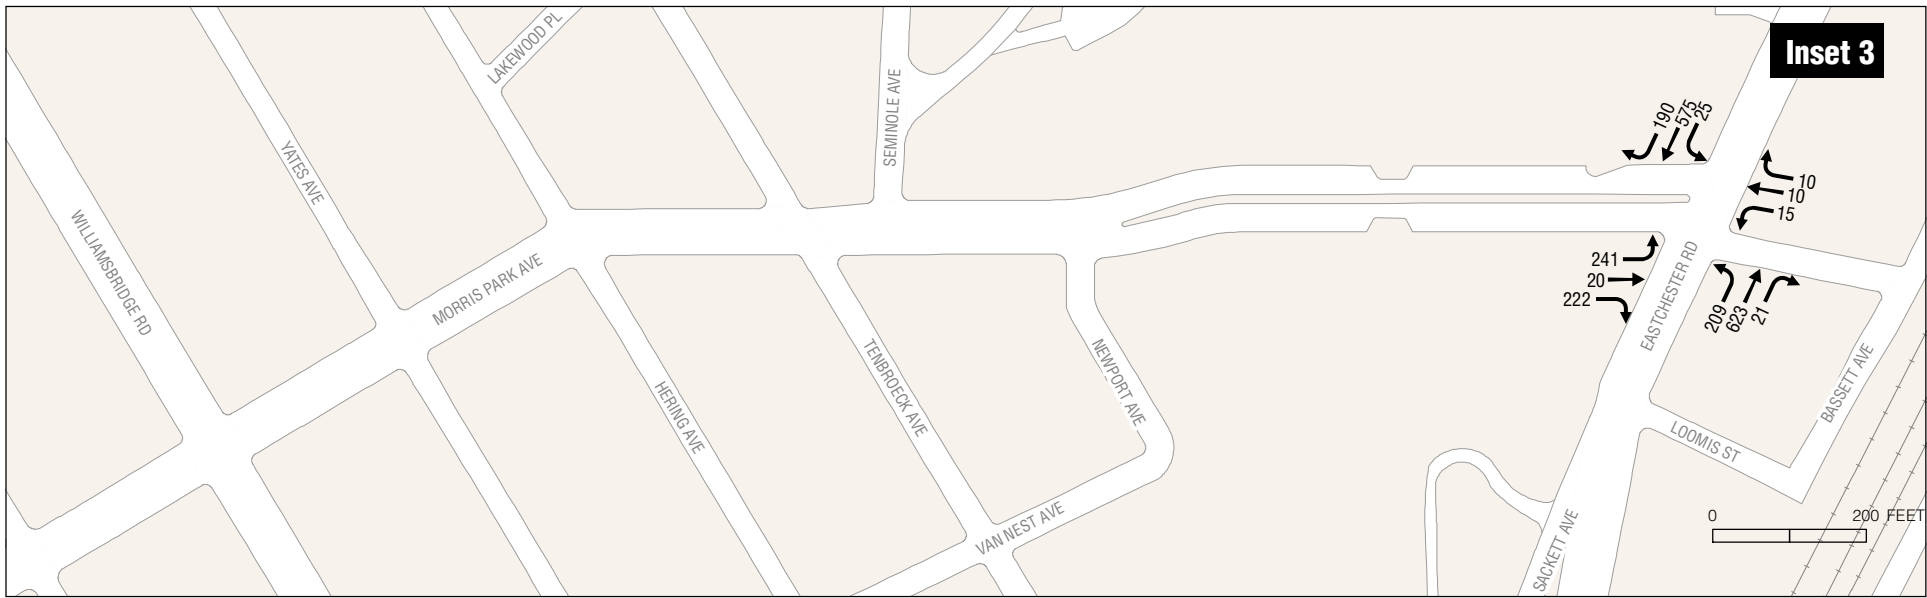 LAKEWOOD PL
Inset 3
SEMINOLE AVE
190
575
25
YATES AVE
10
10
15
WILLIAMSBRIDGE RD
MORRIS PARK AVE
241
20
222
EASTCHESTER RD
209
623
21
TENBROECK AVE
NEWPORT AVE
BASSETT AVE
HERING AVE
LOOMIS ST
VAN NEST AVE
SACKETT AVE
0 200 FEET